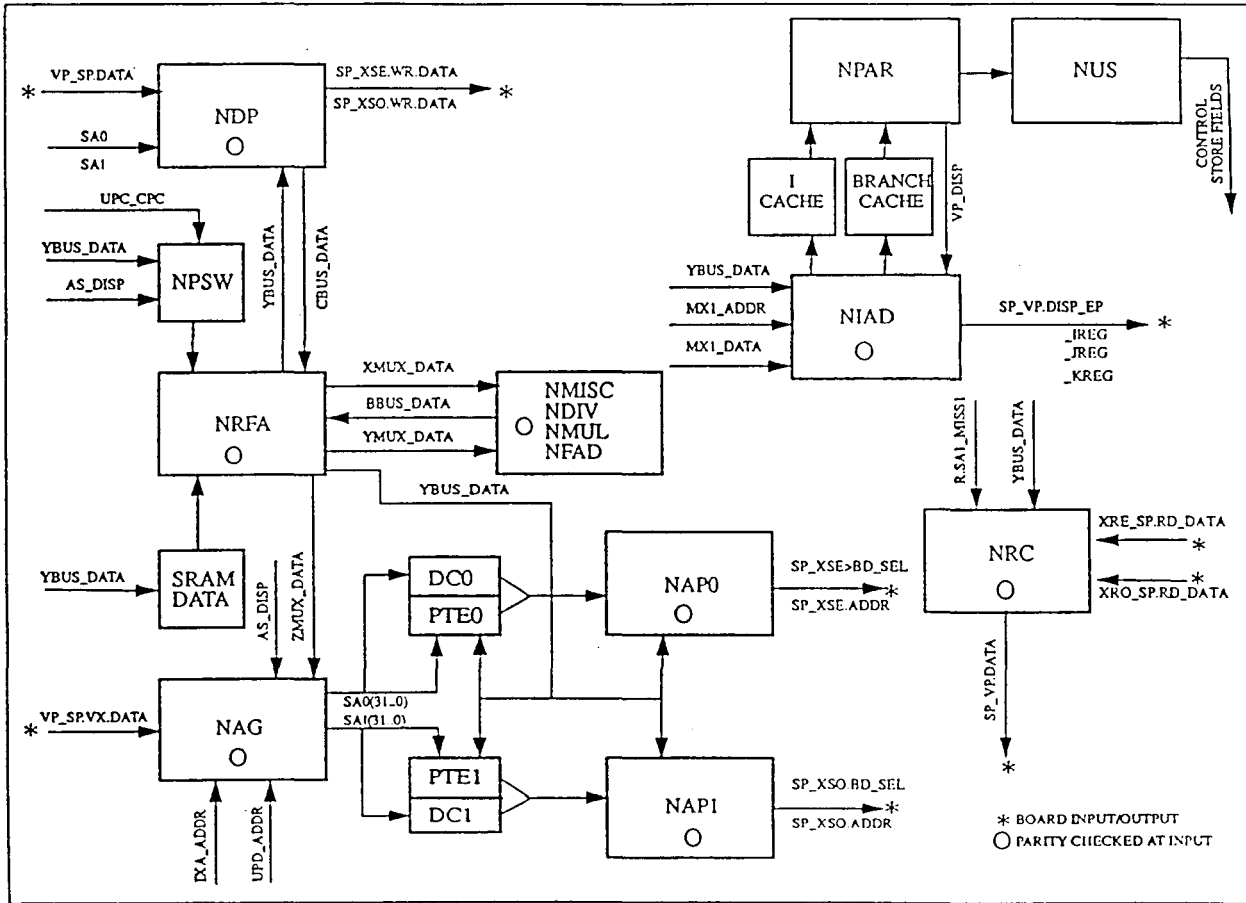 VP_SP.DATA
NDP
SP_XSE.WR.DATA
SP_XSO.WR.DATA
SA0
SA1
UPC_CPC
YBUS_DATA
AS_DISP
NPSW
YBUS_DATA
CBUS_DATA
NPAR
NUS
CONTROL
STORE FIELDS
I
CACHE
BRANCH
CACHE
VP_DISP
YBUS_DATA
MX1_ADDR
MX1_DATA
NIAD
SP_VP.DISP_EP
_IREG
_JREG
_KREG
NRFA
XMUX_DATA
BBUS_DATA
YMUX_DATA
NMISC
NDIV
NMUL
NFAD
YBUS_DATA
YBUS_DATA
SRAM
DATA
AS_DISP
ZMUX_DATA
DC0
PTE0
NAP0
SP_XSE>BD_SEL
SP_XSE.ADDR
R.SA1_MISS1
YBUS_DATA
NRC
XRE_SP.RD_DATA
XRO_SP.RD_DATA
SP_VP.DATA
VP_SP.VX.DATA
NAG
SA0(31..0)
SA1(31..0)
IXA_ADDR
UPD_ADDR
PTE1
DC1
NAP1
SP_XSO.BD_SEL
SP_XSO.ADDR
* BOARD INPUT/OUTPUT
PARITY CHECKED AT INPUT